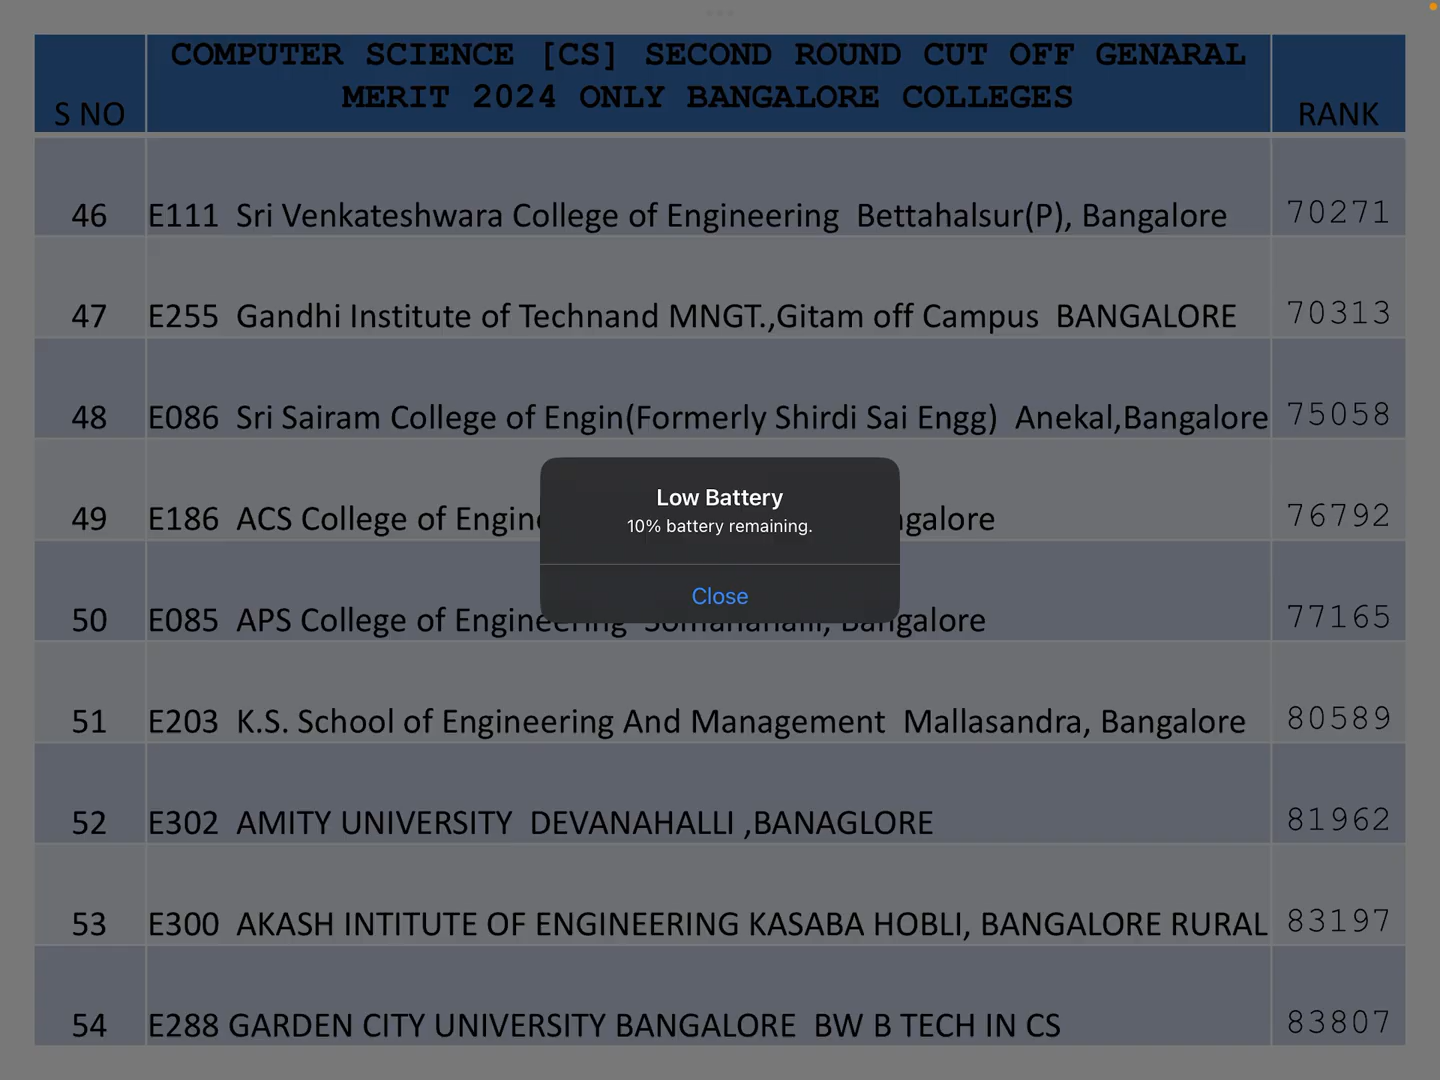 COMPUTER SCIENCE [CS] SECOND ROUND CUT OFF GENARAL
MERIT 2024 ONLY BANGALORE COLLEGES
S NO
RANK
46 E111 Sri Venkateshwara College of Engineering Bettahalsur(P), Bangalore 70271
47 E255 Gandhi Institute of Technand MNGT.,Gitam off Campus BANGALORE 70313
48 E086 Sri Sairam College of Engin(Formerly Shirdi Sai Engg) Anekal,Bangalore 75058
Low Battery
49 E186 ACS College of 76792
10% battery remaining.
Close
50 E085 APS College of Engineering Bangalore 77165
51 E203 K.S. School of Engineering And Management Mallasandra, Bangalore 80589
52 E302 AMITY UNIVERSITY DEVANAHALLI ,BANAGLORE 81962
53 E300 AKASH INTITUTE OF ENGINEERING KASABA HOBLI, BANGALORE RURAL 83197
54 E288 GARDEN CITY UNIVERSITY BANGALORE BW B TECH IN CS 83807